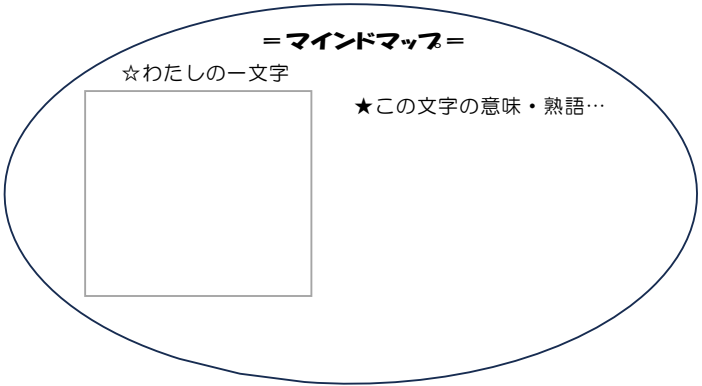 ＝マインドマップ＝
☆わたしの一文字
★この文字の意味・熟語…